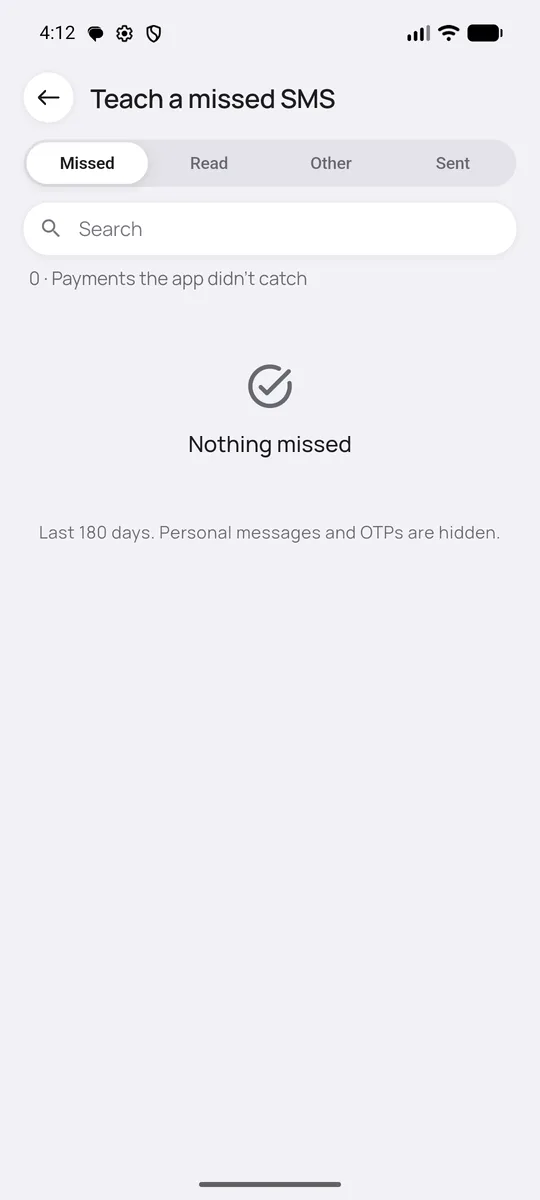 4:12
Teach a missed SMS
Missed Read Other Sent
Search
0 · Payments the app didn't catch
Nothing missed
Last 180 days. Personal messages and OTPs are hidden.